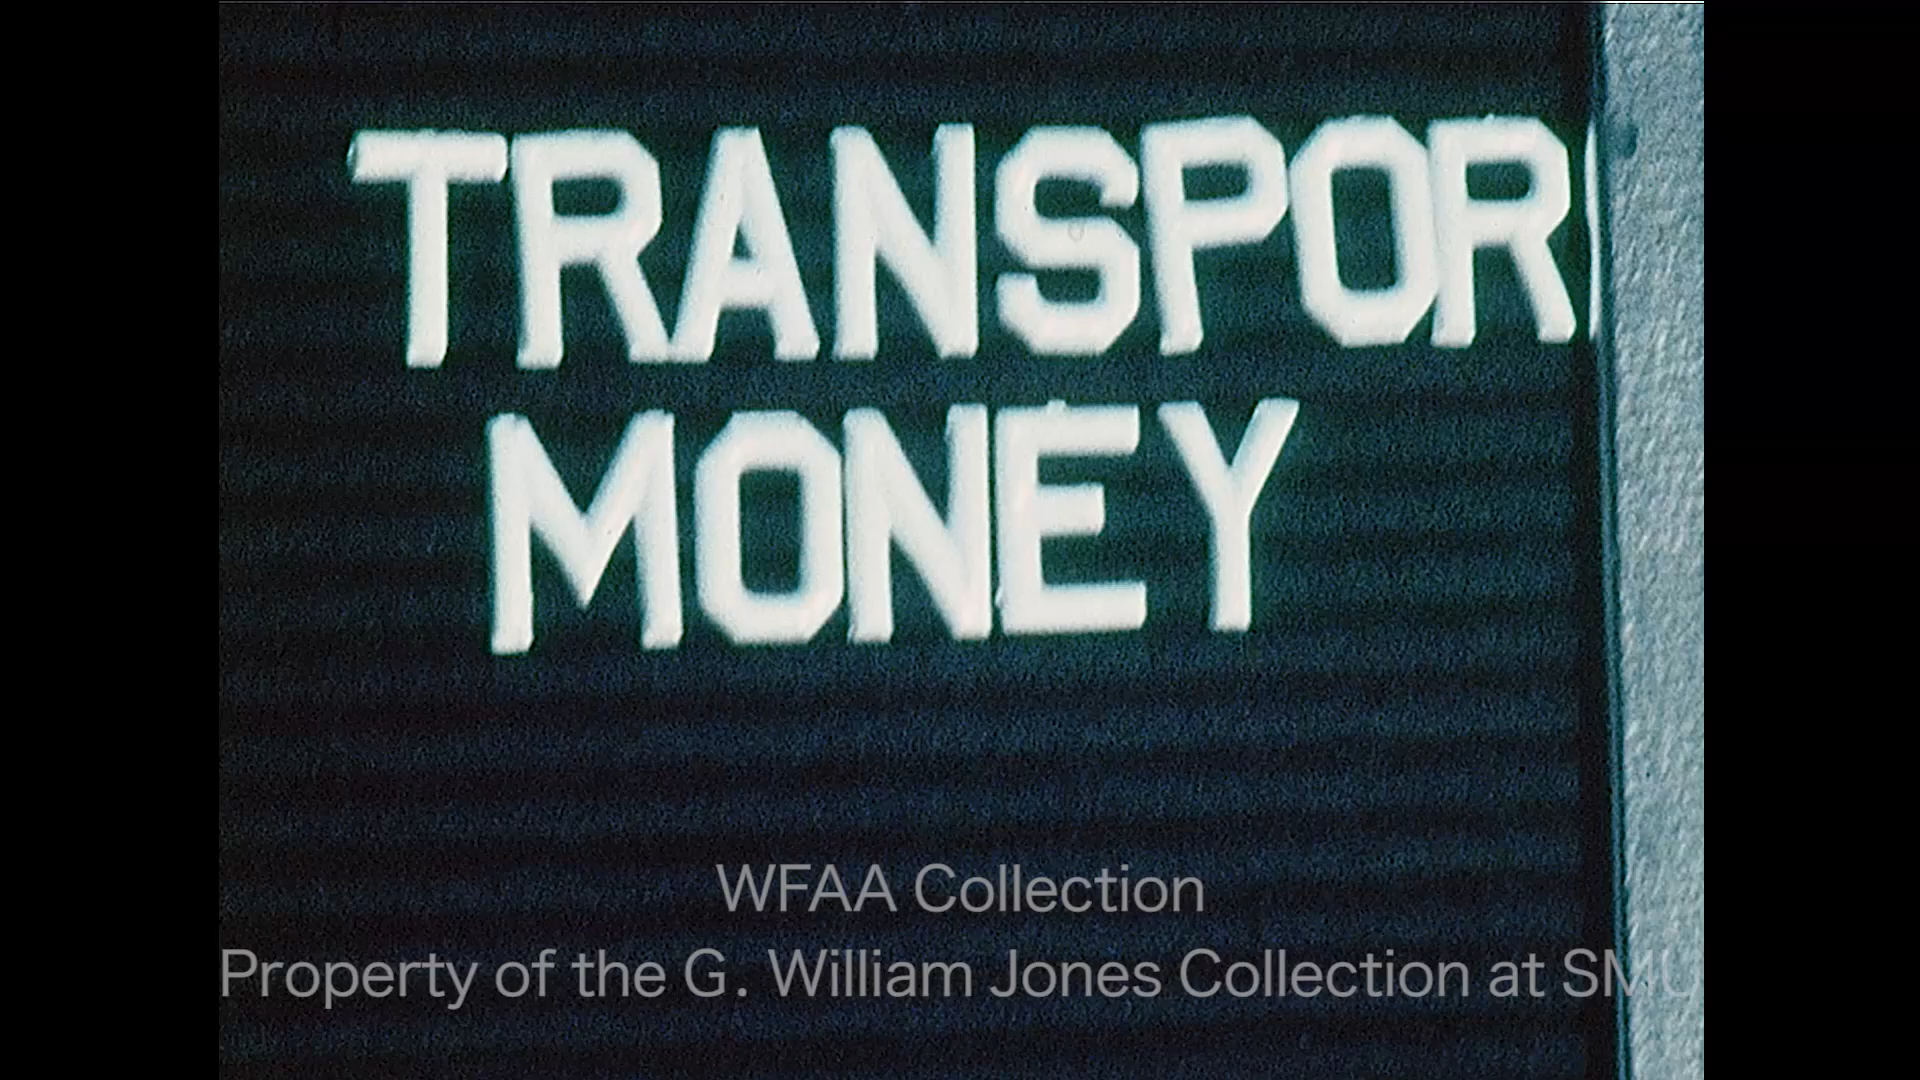 TRANSPOR
MONEY
WFAA Collection
Property of the G. William Jones Collection at SMU